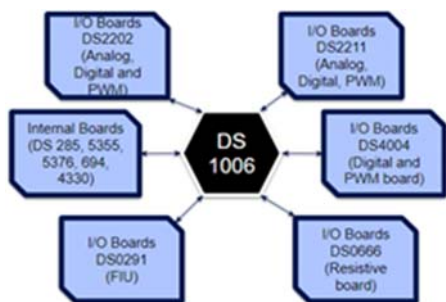 I/O Boards
DS2202
(Analog,
Digital and
PWM)
I/O Boards
DS2211
(Analog,
Digital, PWM)
Internal Boards
(DS 285, 5355,
5376, 694,
4330)
DS
1006
I/O Boards
DS4004
(Digital and
PWM board)
I/O Boards
DS0291
(FIU)
I/O Boards
DS0666
(Resistive
board)